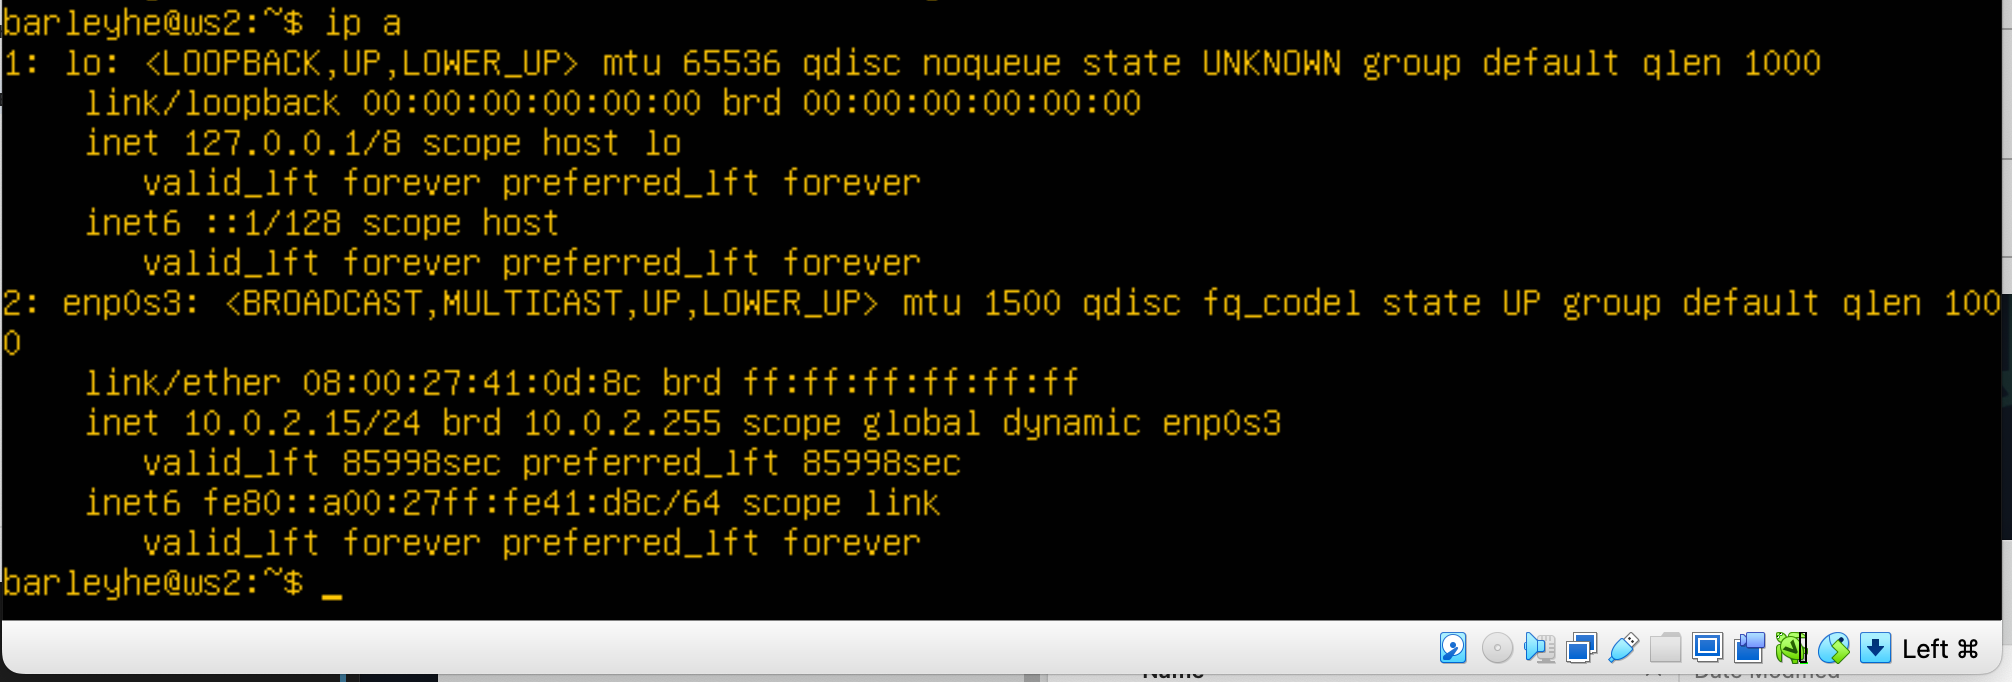 barleyhe@ws2:~$ ip a
1: lo: <LOOPBACK,UP,LOWER_UP> mtu 65536 qdisc noqueue state UNKNOWN group default qlen 1000
    link/loopback 00:00:00:00:00:00 brd 00:00:00:00:00:00
    inet 127.0.0.1/8 scope host lo
       valid_lft forever preferred_lft forever
    inet6 ::1/128 scope host
       valid_lft forever preferred_lft forever
2: enp0s3: <BROADCAST,MULTICAST,UP,LOWER_UP> mtu 1500 qdisc fq_codel state UP group default qlen 100
0
    link/ether 08:00:27:41:0d:8c brd ff:ff:ff:ff:ff:ff
    inet 10.0.2.15/24 brd 10.0.2.255 scope global dynamic enp0s3
       valid_lft 85998sec preferred_lft 85998sec
    inet6 fe80::a00:27ff:fe41:d8c/64 scope link
       valid_lft forever preferred_lft forever
barleyhe@ws2:~$ _
Left ⌘
Name
Date Modified